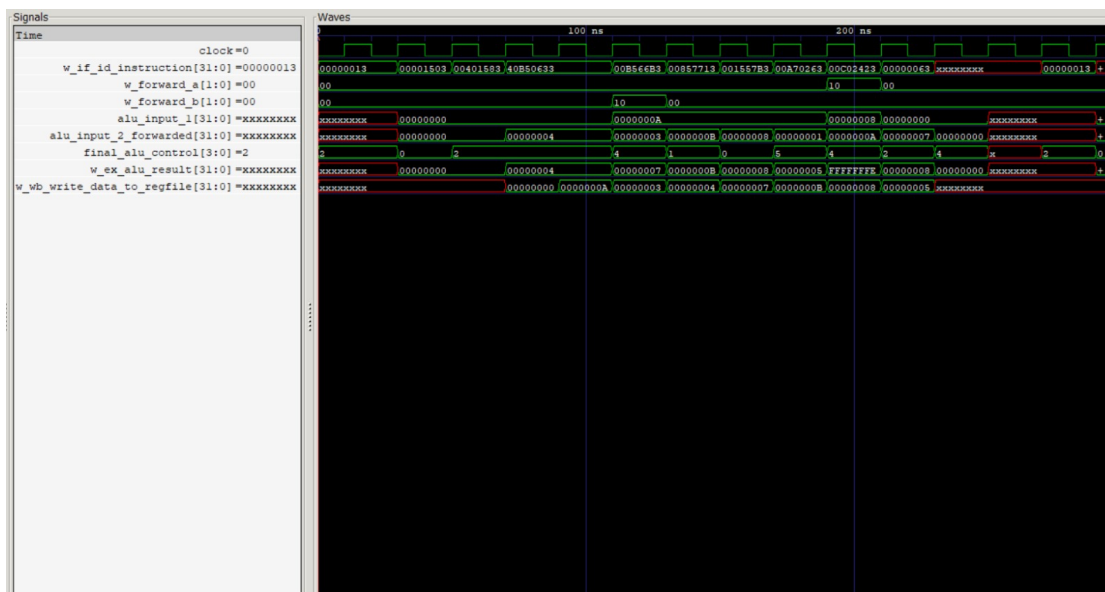 Signals
Waves
Time
100 ns
200 ns
clock=0
w_if_id_instruction[31:0]=00000013
00000013 00001503 00401583 40B50633 00B566B3 00857713 001557B3 00A70263 00C02423 00000063 xxxxxxxx 00000013 +
w_forward_a[1:0]=00
00 10 00
w_forward_b[1:0]=00
00 10 00
alu_input_1[31:0]=xxxxxxxx
xxxxxxxx 00000000 0000000A 00000008 00000000 xxxxxxxx +
alu_input_2_forwarded[31:0]=xxxxxxxx
xxxxxxxx 00000000 00000004 00000003 0000000B 00000008 00000001 0000000A 00000007 00000000 xxxxxxxx +
final_alu_control[3:0]=2
2 0 2 4 1 0 5 4 2 4 x 2 0
w_ex_alu_result[31:0]=xxxxxxxx
xxxxxxxx 00000000 00000004 00000007 0000000B 00000008 00000005 FFFFFFFE 00000008 00000000 xxxxxxxx +
w_wb_write_data_to_regfile[31:0]=xxxxxxxx
xxxxxxxx 00000000 0000000A 00000003 00000004 00000007 0000000B 00000008 00000005 xxxxxxxx